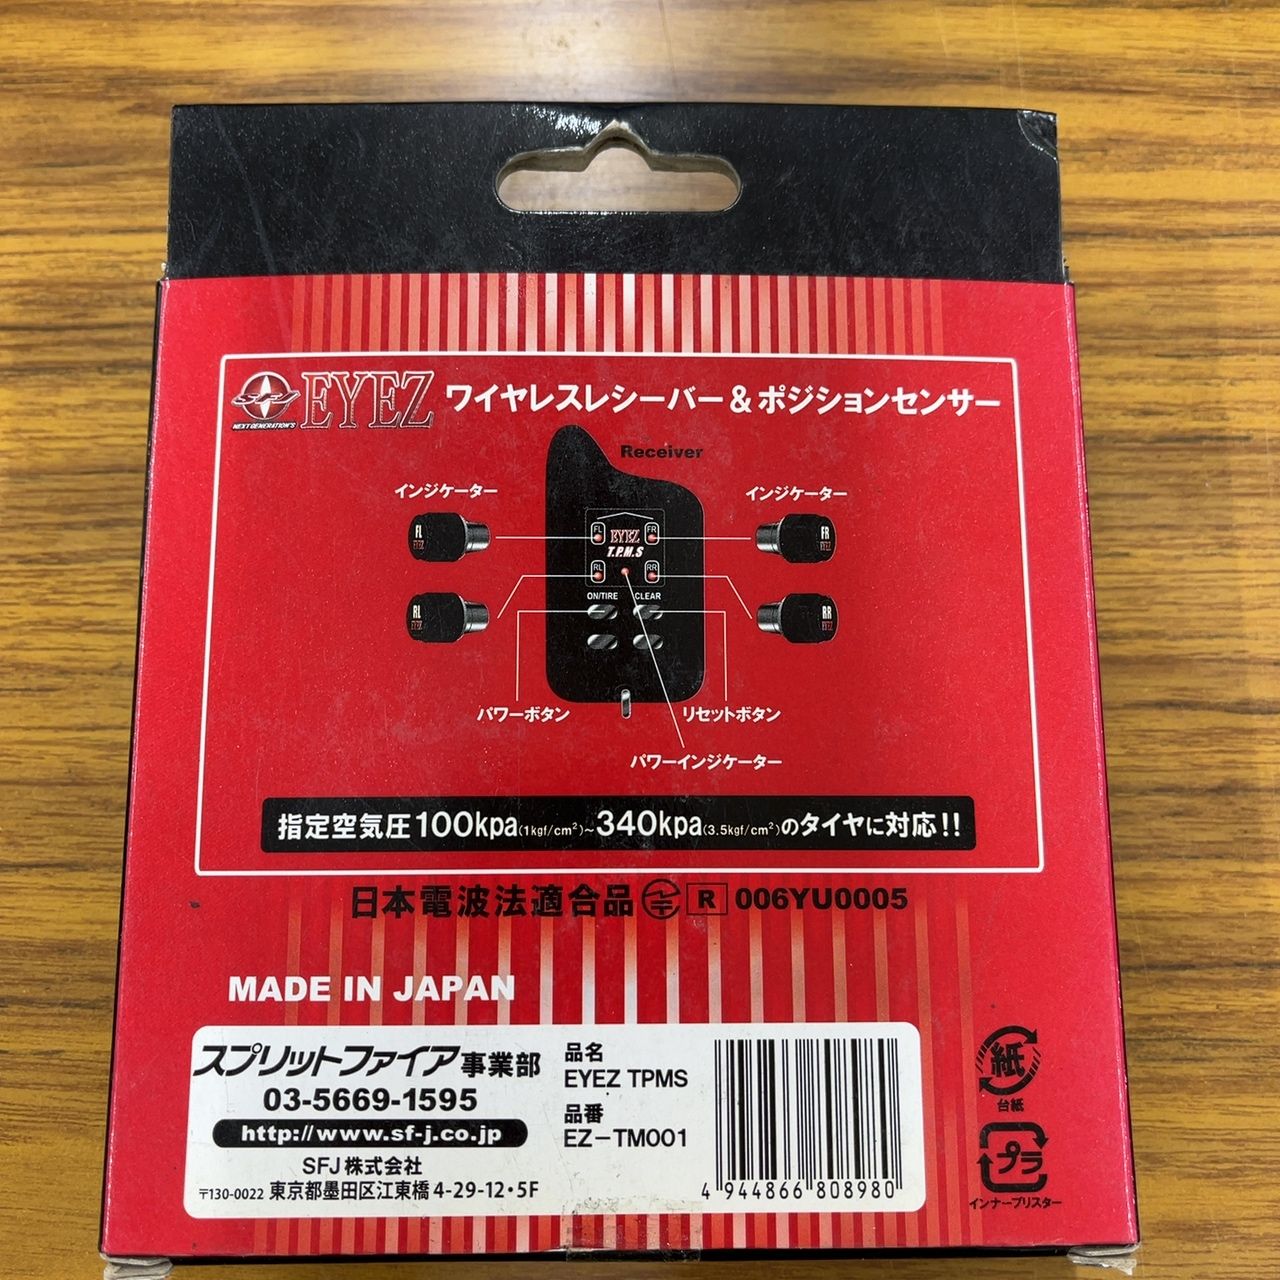 SFJ
NEXT GENERATION'S
EYEZ ワイヤレスレシーバー&ポジションセンサー
Receiver
インジケーター
インジケーター
FL
EYEZ
FL
FR
EYEZ
T.P.M.S
FR
EYEZ
RL
EYEZ
RL
RR
RR
EYEZ
ON/TIRE
CLEAR
パワーボタン
リセットボタン
パワーインジケーター
指定空気圧100kpa(1kgf/cm²)~340kpa(3.5kgf/cm²)のタイヤに対応!!
日本電波法適合品 R 006YU0005
MADE IN JAPAN
スプリットファイア事業部
03-5669-1595
http://www.sf-j.co.jp
SFJ株式会社
〒130-0022 東京都墨田区江東橋4-29-12・5F
品名
EYEZ TPMS
品番
EZ-TM001
4 944866 808980
紙
台紙
プラ
インナーブリスター